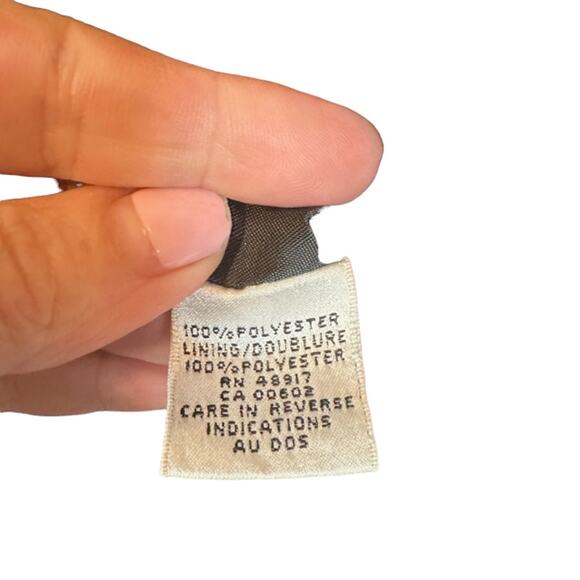 100% POLYESTER
LINING/DOUBLURE
100% POLYESTER
RN 48917
CA 00602
CARE IN REVERSE
INDICATIONS
AU DOS